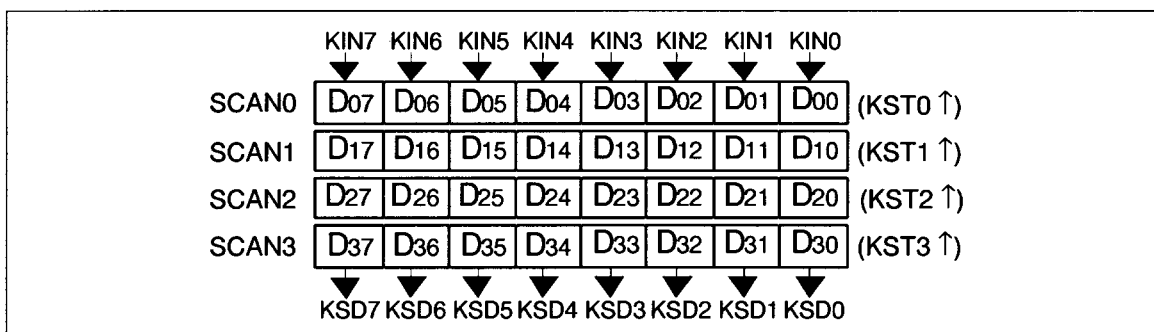 KIN7 KIN6 KIN5 KIN4 KIN3 KIN2 KIN1 KIN0
SCAN0 D07 D06 D05 D04 D03 D02 D01 D00 (KST0 ↑)
SCAN1 D17 D16 D15 D14 D13 D12 D11 D10 (KST1 ↑)
SCAN2 D27 D26 D25 D24 D23 D22 D21 D20 (KST2 ↑)
SCAN3 D37 D36 D35 D34 D33 D32 D31 D30 (KST3 ↑)
KSD7 KSD6 KSD5 KSD4 KSD3 KSD2 KSD1 KSD0